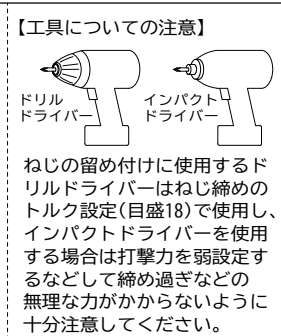 【工具についての注意】
ドリル
ドライバー
インパクト
ドライバー
ねじの留め付けに使用するド
リルドライバーはねじ締めの
トルク設定(目盛18)で使用し、
インパクトドライバーを使用
する場合は打撃力を弱設定す
るなどして締め過ぎなどの
無理な力がかからないように
十分注意してください。